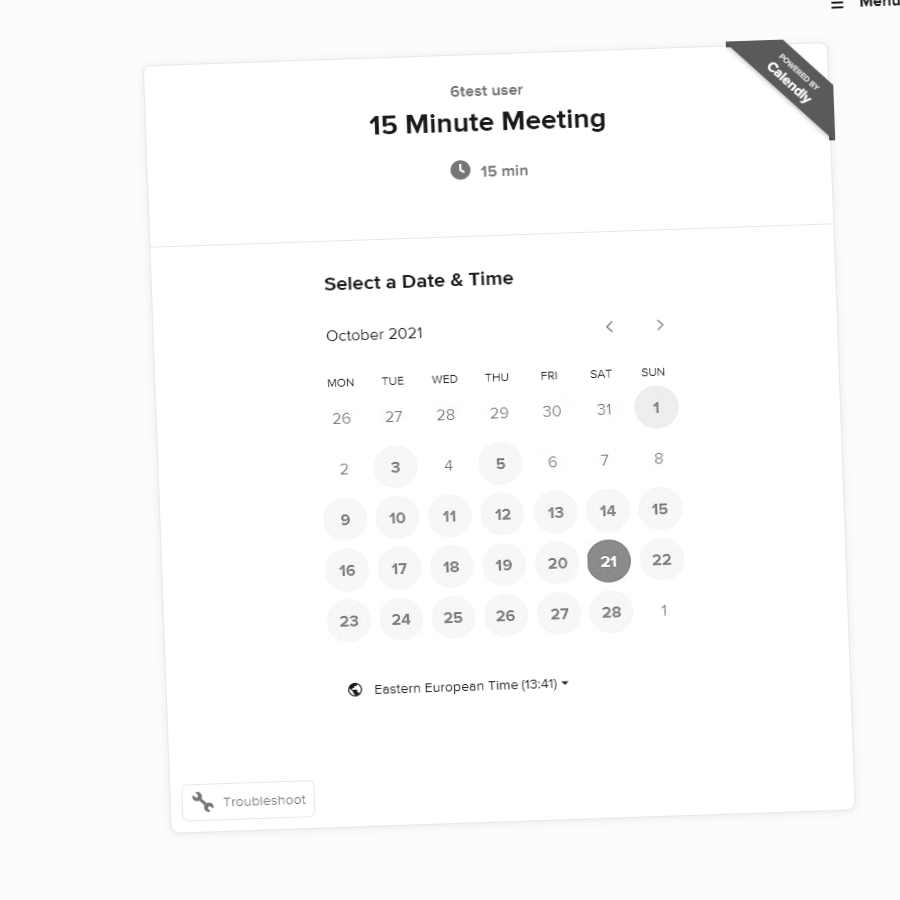 Menu
POWERED BY
Calendly
6test user
15 Minute Meeting
15 min
Select a Date & Time
October 2021
MON TUE WED THU FRI SAT SUN
26 27 28 29 30 31 1
2 3 4 5 6 7 8
9 10 11 12 13 14 15
16 17 18 19 20 21 22
23 24 25 26 27 28 1
Eastern European Time (13:41)
Troubleshoot